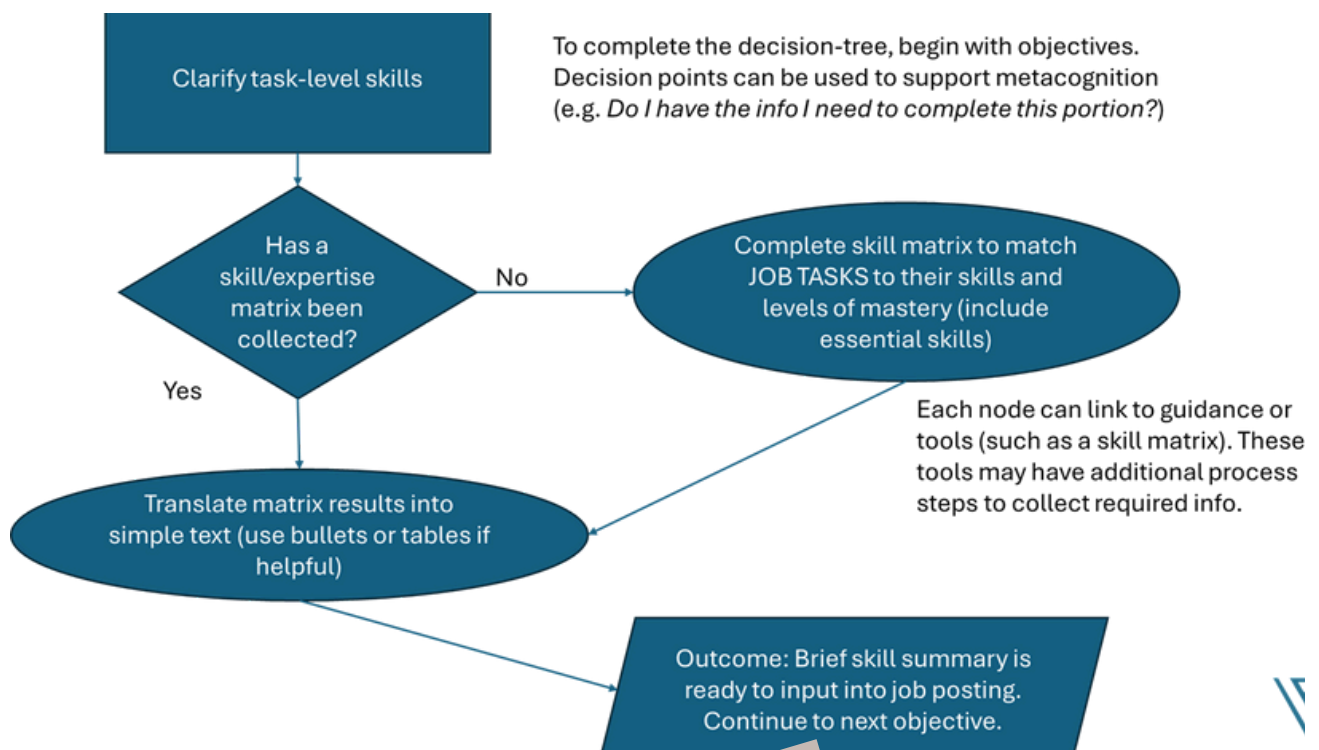 Clarify task-level skills
To complete the decision-tree, begin with objectives.
Decision points can be used to support metacognition
(e.g. Do I have the info I need to complete this portion?)
Has a
skill/expertise
matrix been
collected?
No
Complete skill matrix to match
JOB TASKS to their skills and
levels of mastery (include
essential skills)
Yes
Each node can link to guidance or
tools (such as a skill matrix). These
tools may have additional process
steps to collect required info.
Translate matrix results into
simple text (use bullets or tables if
helpful)
Outcome: Brief skill summary is
ready to input into job posting.
Continue to next objective.